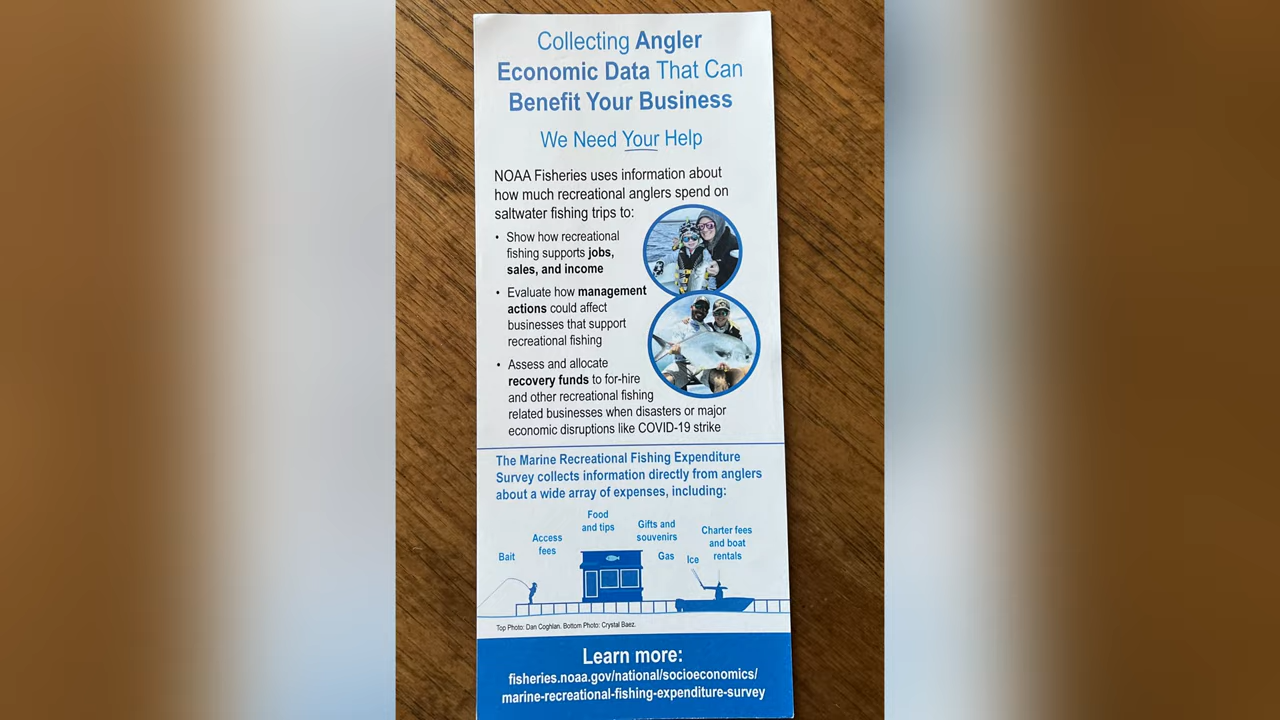 Collecting Angler
Economic Data That Can
Benefit Your Business
We Need Your Help
NOAA Fisheries uses information about
how much recreational anglers spend on
saltwater fishing trips to:
• Show how recreational
fishing supports jobs,
sales, and income
• Evaluate how management
actions could affect
businesses that support
recreational fishing
• Assess and allocate
recovery funds to for-hire
and other recreational fishing
related businesses when disasters or major
economic disruptions like COVID-19 strike
The Marine Recreational Fishing Expenditure
Survey collects information directly from anglers
about a wide array of expenses, including:
Bait
Access
fees
Food
and tips
Gifts and
souvenirs
Gas
Ice
Charter fees
and boat
rentals
Top Photo: Dan Coghlan. Bottom Photo: Crystal Baez.
Learn more:
fisheries.noaa.gov/national/socioeconomics/
marine-recreational-fishing-expenditure-survey